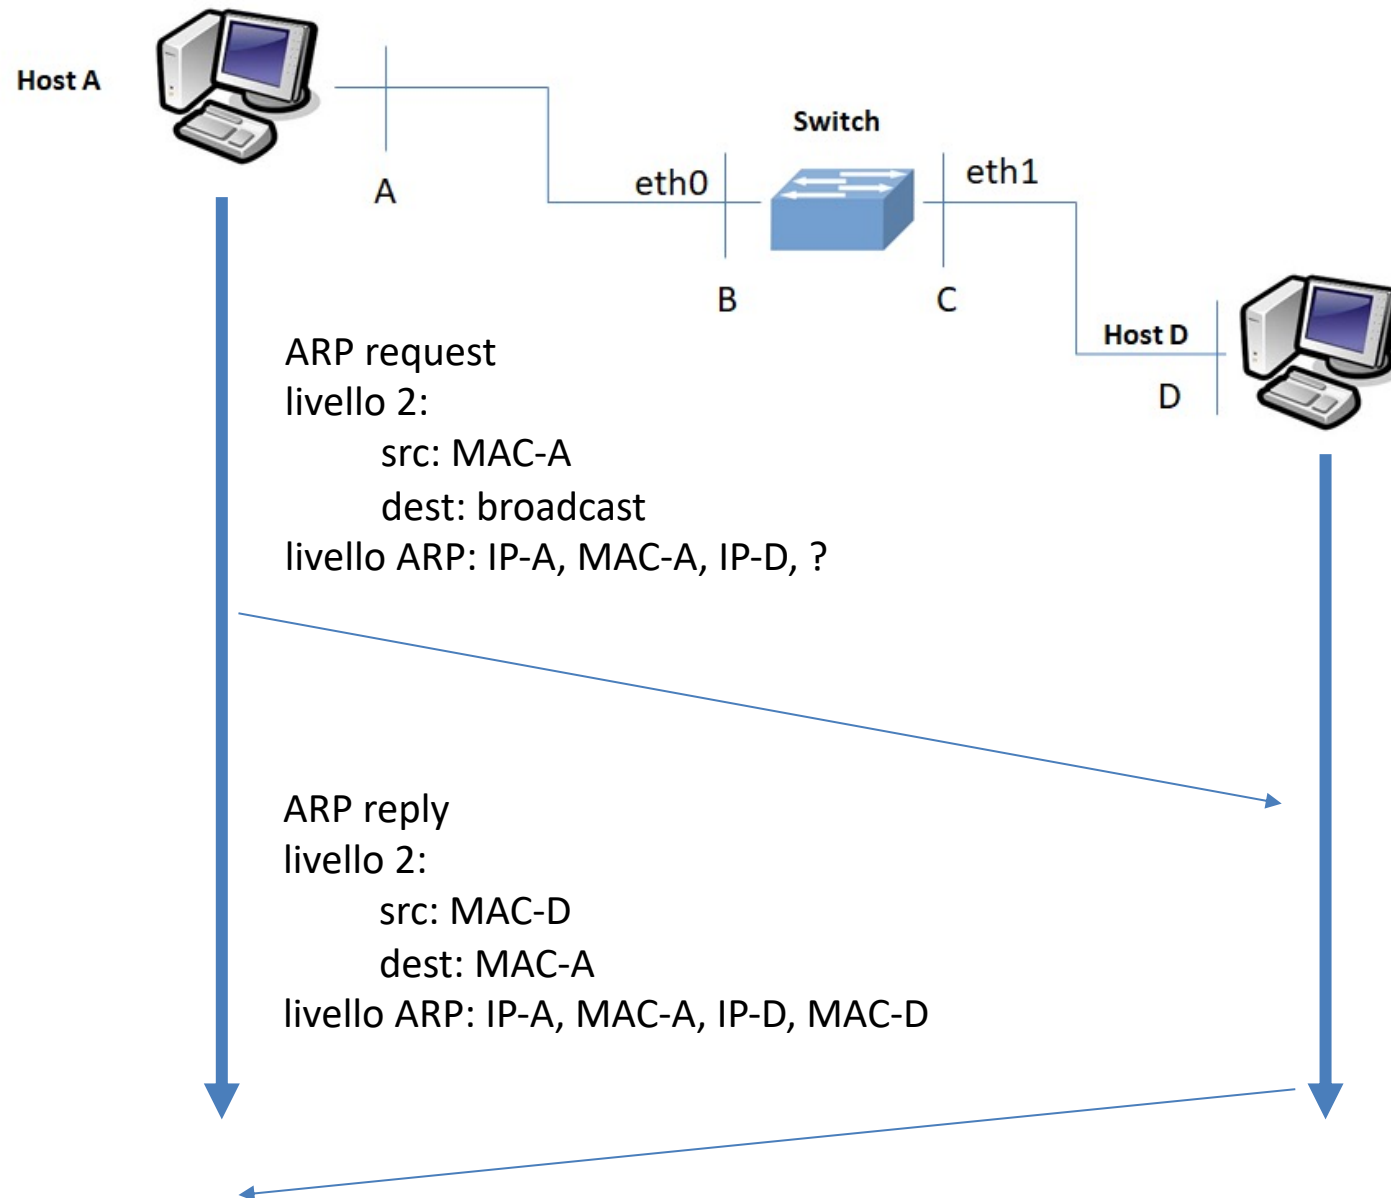 Host A
Switch
A
eth0
eth1
B
C
Host D
D
ARP request
livello 2:
src: MAC-A
dest: broadcast
livello ARP: IP-A, MAC-A, IP-D, ?
ARP reply
livello 2:
src: MAC-D
dest: MAC-A
livello ARP: IP-A, MAC-A, IP-D, MAC-D